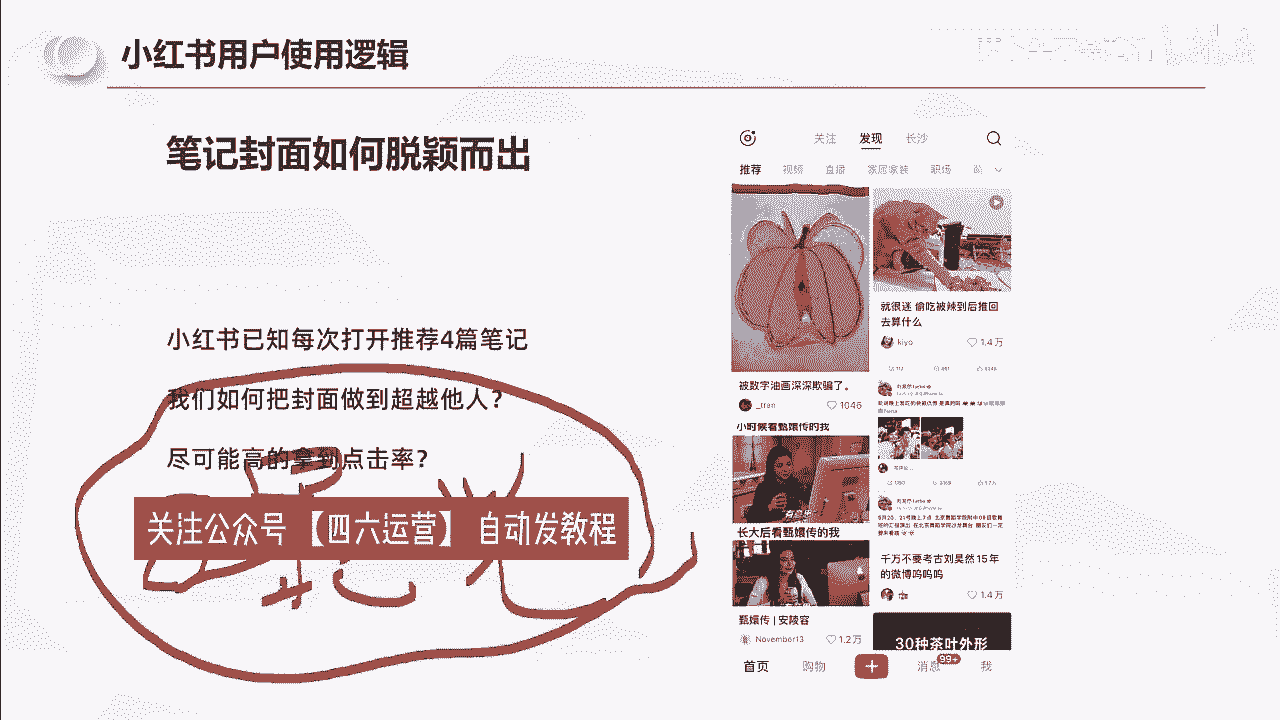 小红书用户使用逻辑
笔记封面如何脱颖而出
小红书已知每次打开推荐4篇笔记
我们如何把封面做到超越他人？
尽可能高的拿到点击率？
关注公众号【四六运营】自动发教程
关注 发现 长沙
推荐 视频 直播 家居家装 职场
被数字油画深深欺骗了。
_tran 1046
小时候看甄嬛传的我
长大后看甄嬛传的我
甄嬛传 | 安陵容
November13 1.2万
就很迷 偷吃被辣到后推回
去算什么
kiyo 1.4万
千万不要考古刘昊然15年
的微博呜呜呜
1.4万
30种茶叶外形
首页 购物 消息 99+ 我